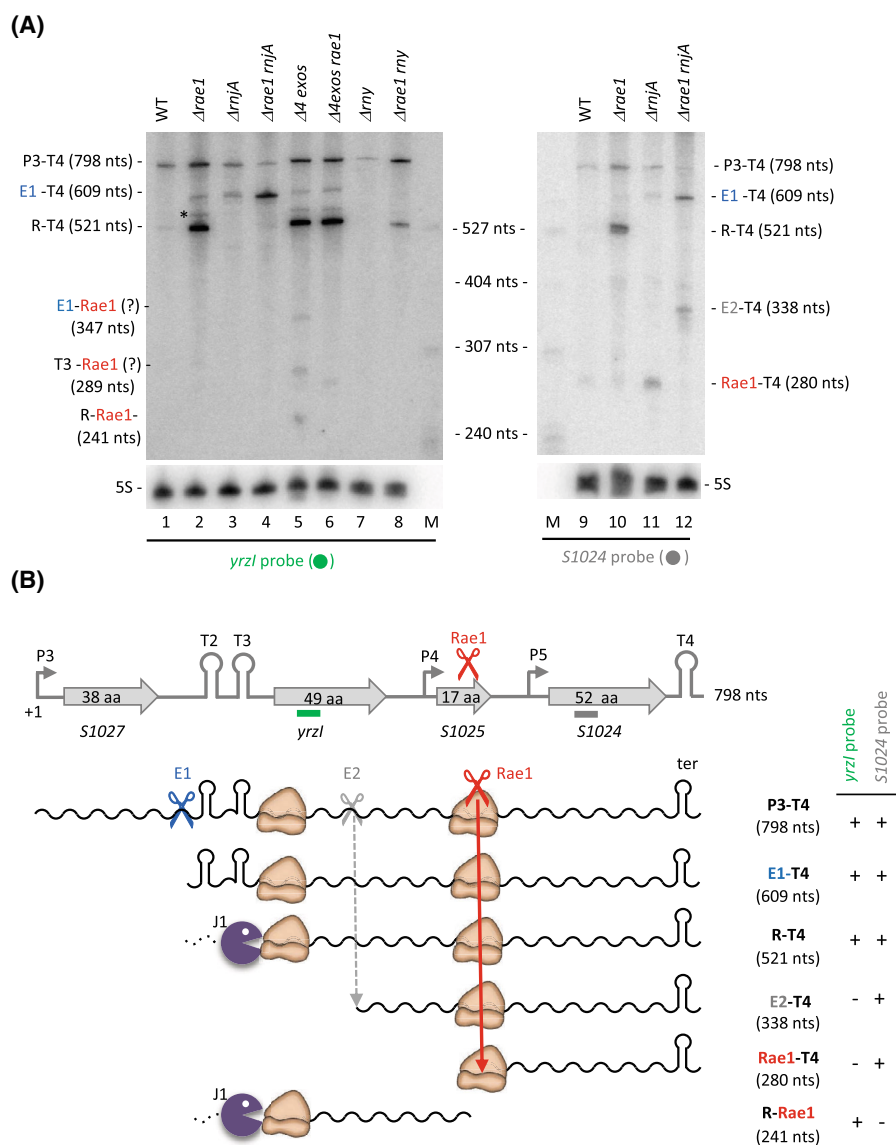 (A)
WT
Δrae1
ΔrnjA
Δrae1 rnjA
Δ4 exos
Δ4exos rae1
Δrny
Δrae1 rny
WT
Δrae1
ΔrnjA
Δrae1 rnjA
P3-T4 (798 nts) -
E1 -T4 (609 nts) -
*
R-T4 (521 nts) -
E1-Rae1 (?) -
(347 nts)
T3 -Rae1 (?) -
(289 nts)
R-Rae1-
(241 nts)
- 527 nts -
- 404 nts -
- 307 nts -
- 240 nts -
- P3-T4 (798 nts)
- E1 -T4 (609 nts)
- R-T4 (521 nts)
- E2-T4 (338 nts)
- Rae1-T4 (280 nts)
5S -
- 5S
1 2 3 4 5 6 7 8 M
M 9 10 11 12
yrzI probe (●)
S1024 probe (●)
(B)
P3
T2
T3
P4
Rae1
P5
T4
38 aa
49 aa
17 aa
52 aa
798 nts
+1
S1027
yrzI
S1025
S1024
yrzI probe
S1024 probe
E1
E2
Rae1
ter
P3-T4
(798 nts)
+ +
E1-T4
(609 nts)
+ +
J1
R-T4
(521 nts)
+ +
E2-T4
(338 nts)
- +
Rae1-T4
(280 nts)
- +
J1
R-Rae1
(241 nts)
+ -